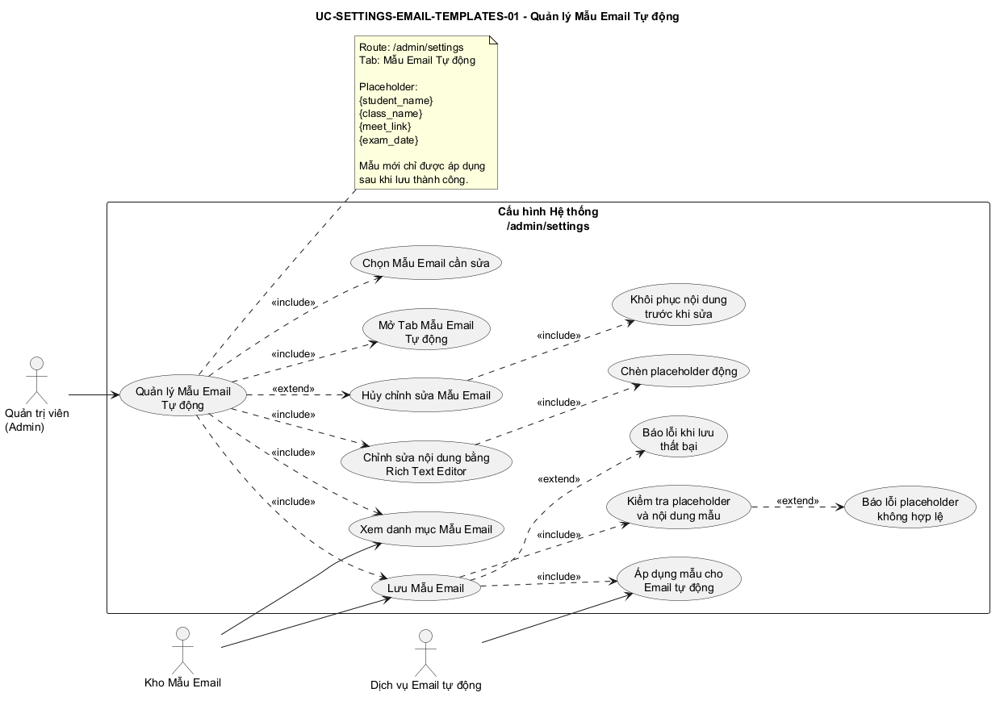 UC-SETTINGS-EMAIL-TEMPLATES-01 - Quản lý Mẫu Email Tự động
Route: /admin/settings
Tab: Mẫu Email Tự động
Placeholder:
{student_name}
{class_name}
{meet_link}
{exam_date}
Mẫu mới chỉ được áp dụng
sau khi lưu thành công.
Cấu hình Hệ thống
/admin/settings
Chọn Mẫu Email cần sửa
«include»
Mở Tab Mẫu Email
Tự động
«include»
Khôi phục nội dung
trước khi sửa
«include»
Chèn placeholder động
Quản trị viên
(Admin)
Quản lý Mẫu Email
Tự động
«extend»
Hủy chỉnh sửa Mẫu Email
«include»
«include»
Chỉnh sửa nội dung bằng
Rich Text Editor
Báo lỗi khi lưu
thất bại
«extend»
«include»
«include»
Xem danh mục Mẫu Email
Kiểm tra placeholder
và nội dung mẫu
«extend»
Báo lỗi placeholder
không hợp lệ
«include»
Lưu Mẫu Email
«include»
Áp dụng mẫu cho
Email tự động
Kho Mẫu Email
Dịch vụ Email tự động